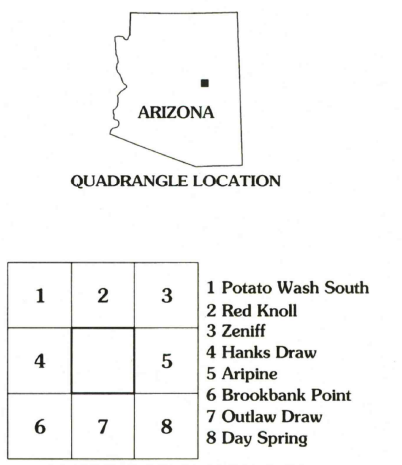 ARIZONA
QUADRANGLE LOCATION
1 2 3
4 5
6 7 8
1 Potato Wash South
2 Red Knoll
3 Zeniff
4 Hanks Draw
5 Aripine
6 Brookbank Point
7 Outlaw Draw
8 Day Spring